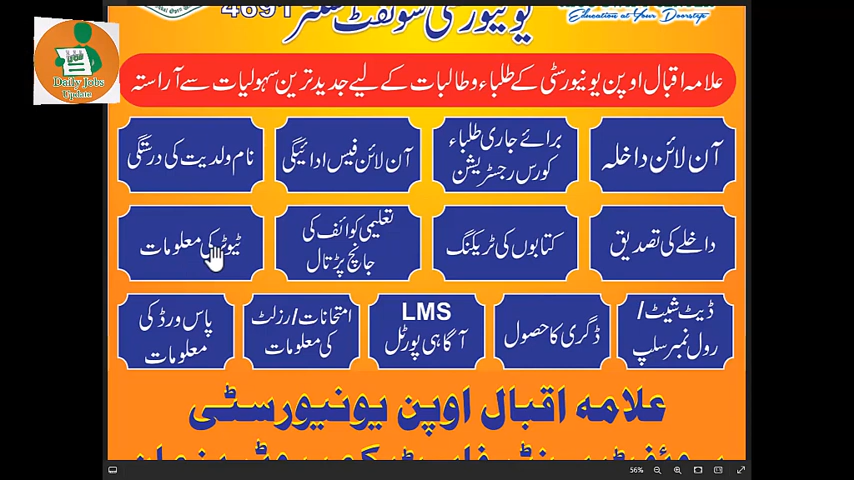 4891
یونیورسٹی سولفٹ سنٹر
Education at Your Doorstep
Daily Jobs
Update
علامہ اقبال اوپن یونیورسٹی کے طلباء و طالبات کے لیے جدید ترین سہولیات سے آراستہ
آن لائن داخلہ
برائے جاری طلباء
کورس رجسٹریشن
آن لائن فیس ادائیگی
نام ولدیت کی درستگی
داخلے کی تصدیق
کتابوں کی ٹریکنگ
تعلیمی کوائف کی
جانچ پڑتال
ٹیوٹر کی معلومات
ڈیٹ شیٹ/
رول نمبر سلپ
ڈگری کا حصول
LMS
آگاہی پورٹل
امتحانات/رزلٹ
کی معلومات
پاس ورڈ کی
معلومات
علامہ اقبال اوپن یونیورسٹی
56%